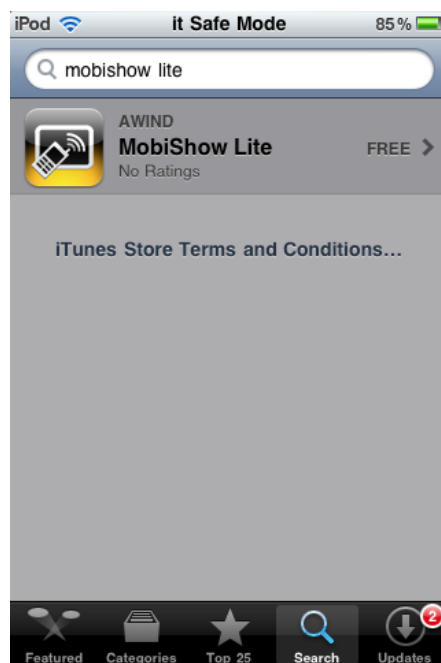 iPod it Safe Mode 85%
mobishow lite
AWIND
MobiShow Lite FREE
No Ratings
iTunes Store Terms and Conditions...
2
Featured Categories Top 25 Search Updates